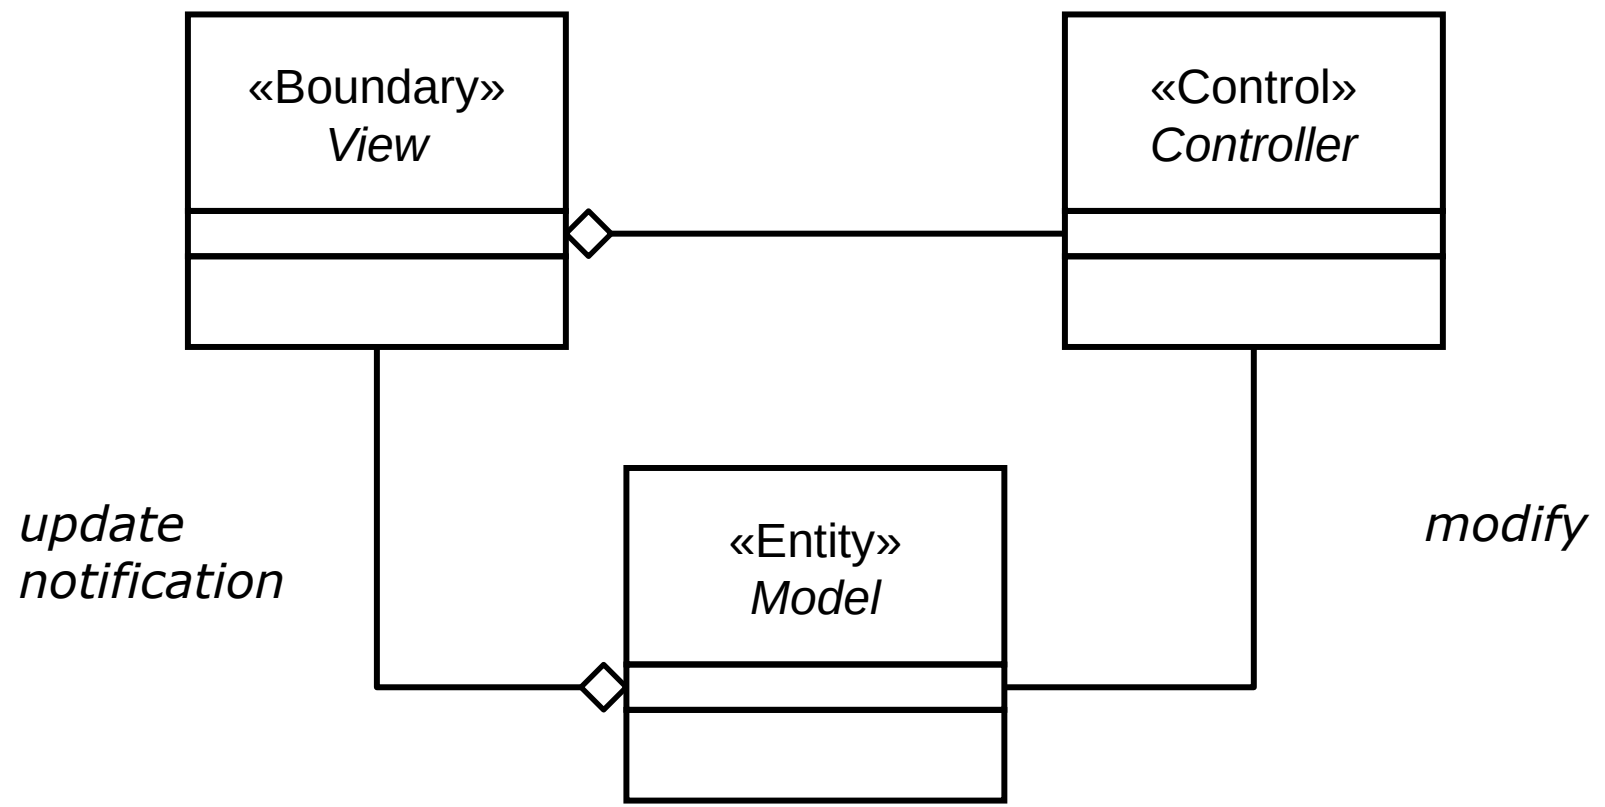 «Boundary»
View
«Control»
Controller
update
notification
«Entity»
Model
modify